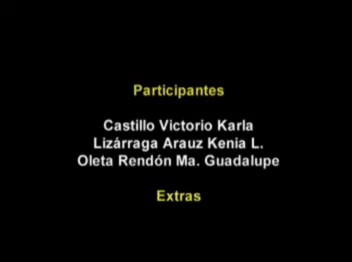 Participantes
Castillo Victorio Karla
Lizárraga Arauz Kenia L.
Oleta Rendón Ma. Guadalupe
Extras